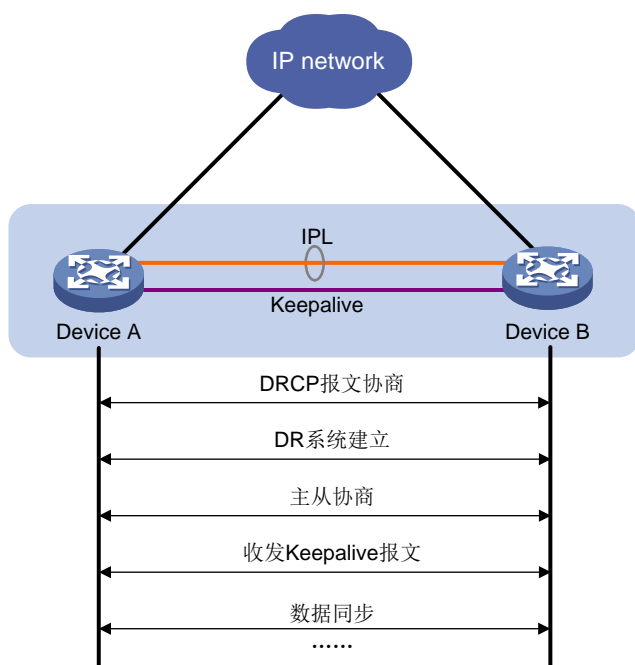 IP network
IPL
Keepalive
Device A
Device B
DRCP报文协商
DR系统建立
主从协商
收发Keepalive报文
数据同步
……